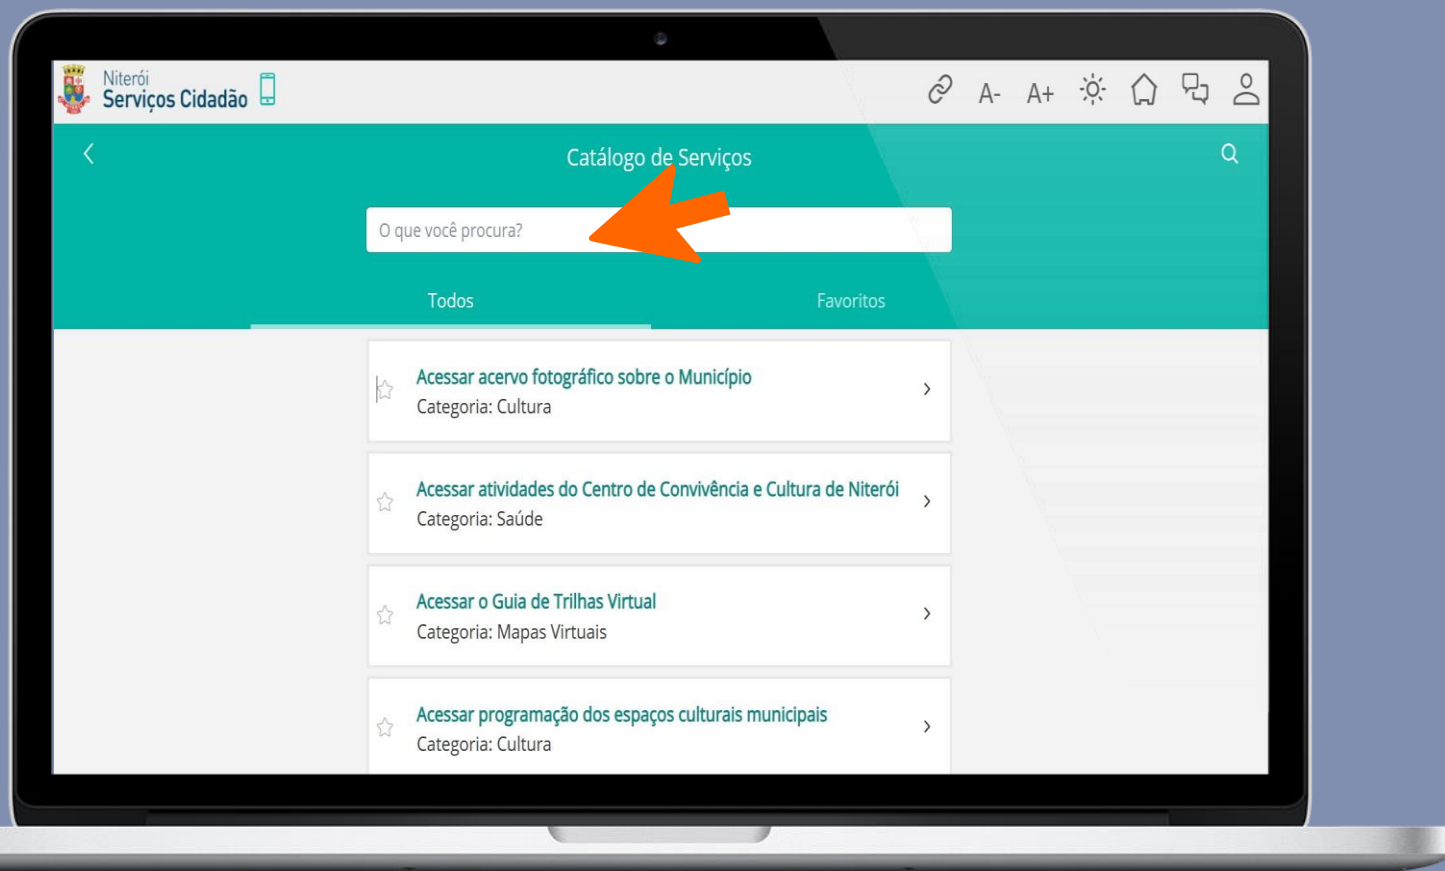 Niterói
Serviços Cidadão
A- A+
Catálogo de Serviços
O que você procura?
Todos Favoritos
Acessar acervo fotográfico sobre o Município
Categoria: Cultura
Acessar atividades do Centro de Convivência e Cultura de Niterói
Categoria: Saúde
Acessar o Guia de Trilhas Virtual
Categoria: Mapas Virtuais
Acessar programação dos espaços culturais municipais
Categoria: Cultura